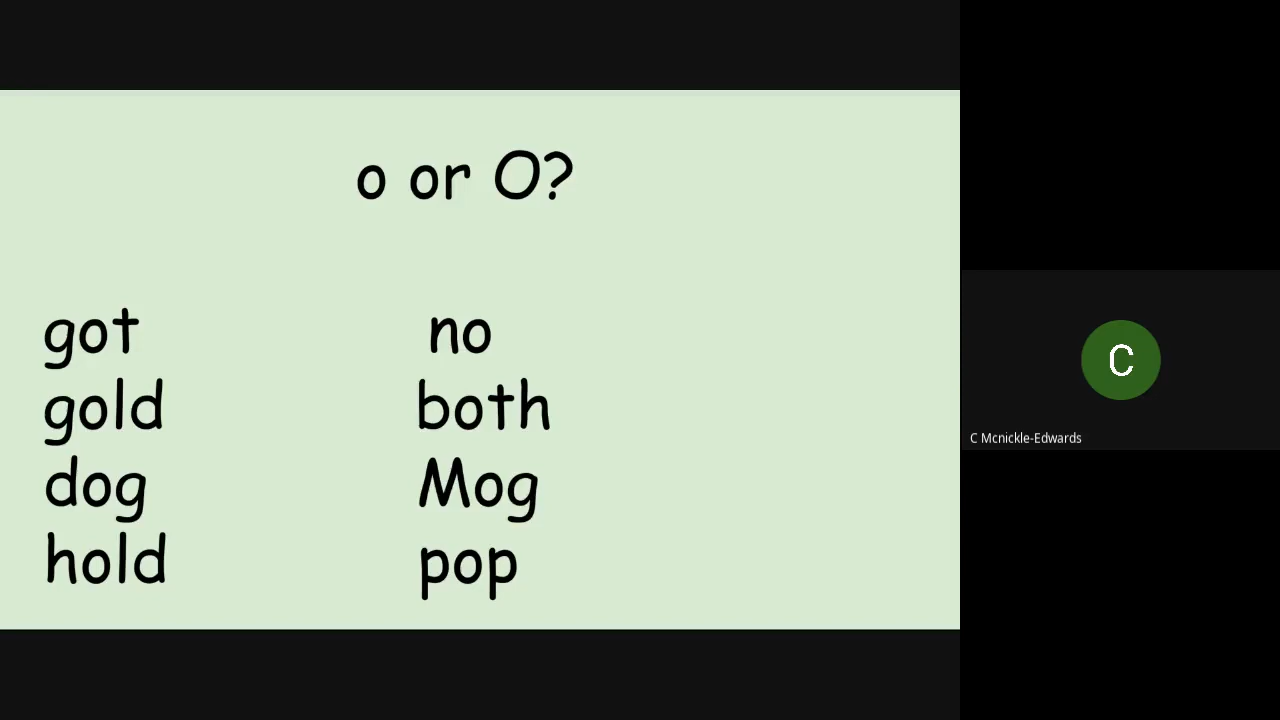 o or O?
got
gold
dog
hold
no
both
Mog
pop
C
C Mcnickle-Edwards